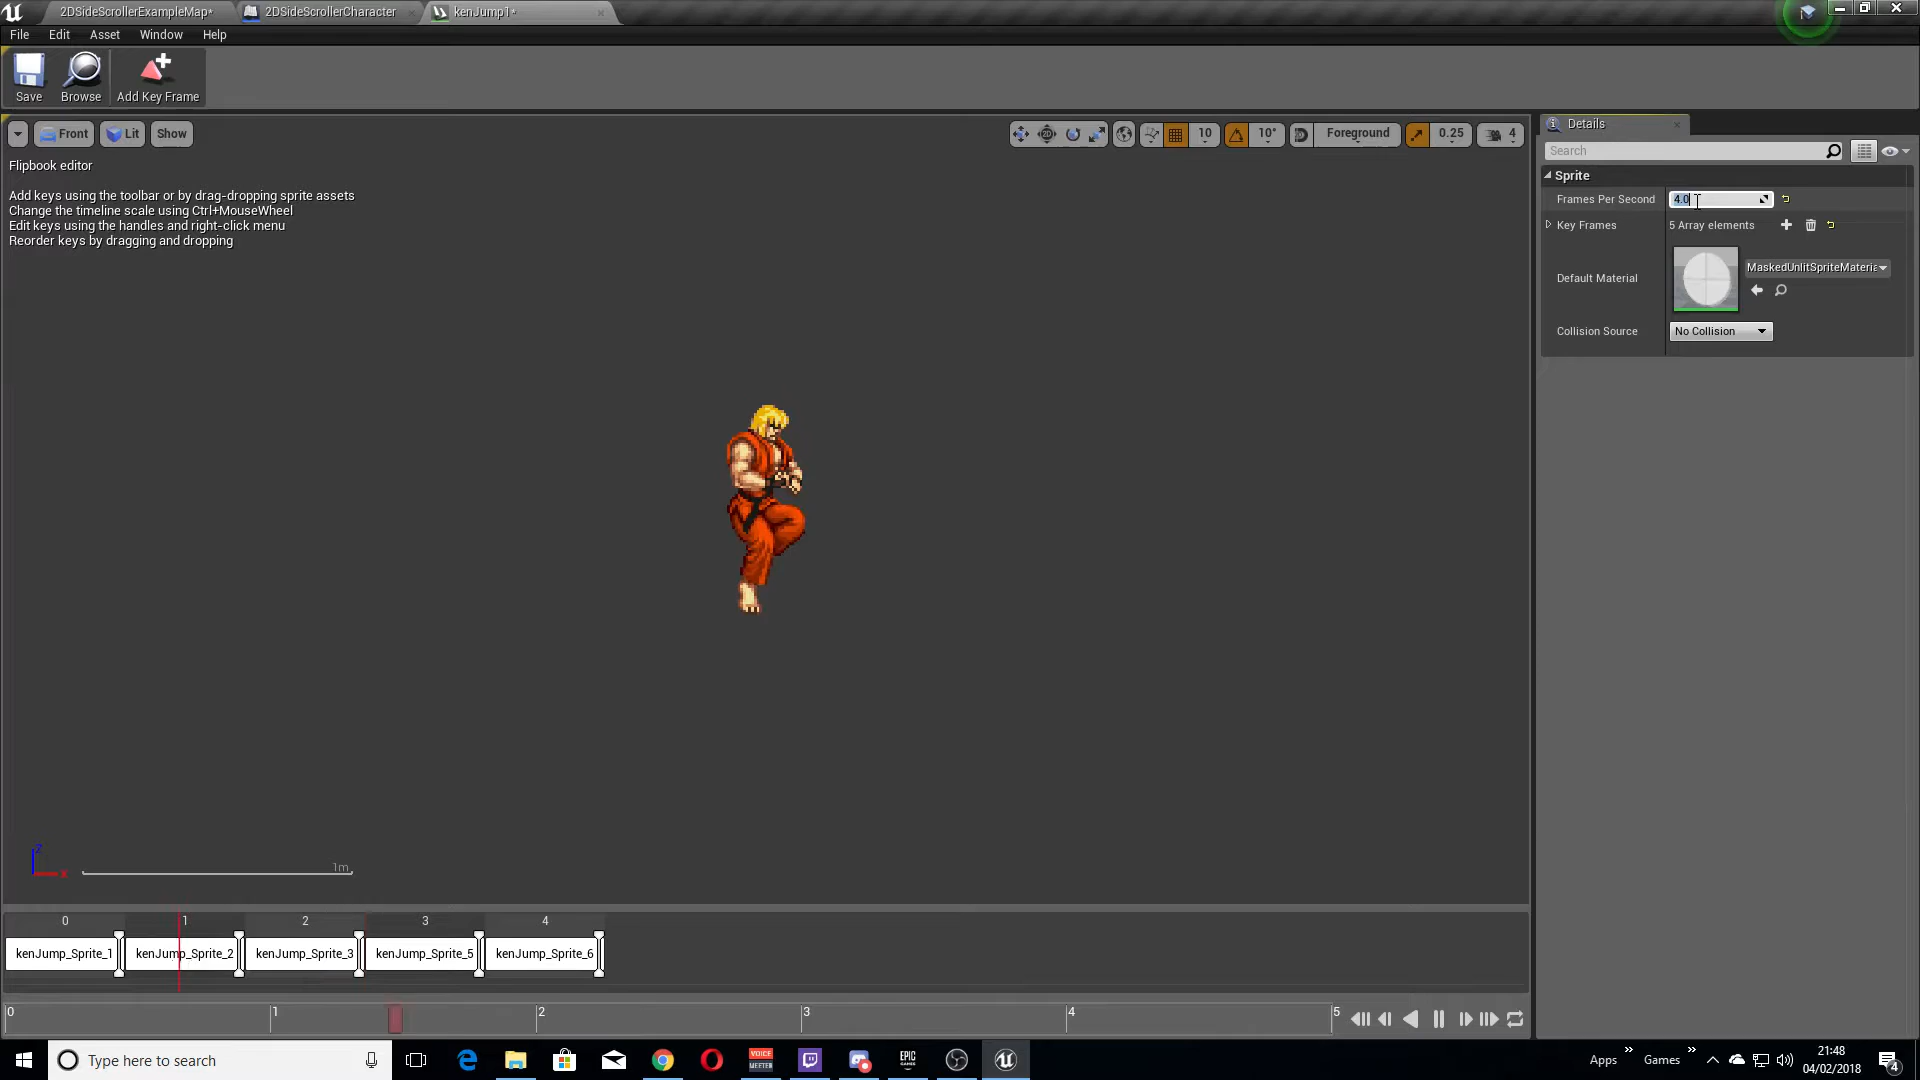 2DSideScrollerExampleMap*
2DSideScrollerCharacter
kenJump1*
File Edit Asset Window Help
Save
Browse
Add Key Frame
Front
Lit
Show
10
10°
Foreground
0.25
4
Flipbook editor
Add keys using the toolbar or by drag-dropping sprite assets
Change the timeline scale using Ctrl+MouseWheel
Edit keys using the handles and right-click menu
Reorder keys by dragging and dropping
Details
Search
Sprite
Frames Per Second 4.0
Key Frames 5 Array elements
Default Material MaskedUnlitSpriteMateria
Collision Source No Collision
Z
X
1m
0 1 2 3 4
kenJump_Sprite_1 kenJump_Sprite_2 kenJump_Sprite_3 kenJump_Sprite_5 kenJump_Sprite_6
0 1 2 3 4 5
Type here to search
VOICE
MEETER
EPIC
GAMES
Apps
Games
21:48
04/02/2018
4